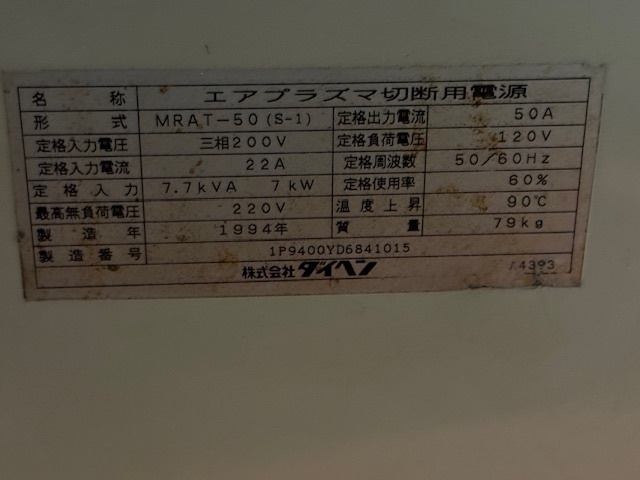 名称 エアプラズマ切断用電源
形式 MRAT-50(S-1) 定格出力電流 50A
定格入力電圧 三相200V 定格負荷電圧 120V
定格入力電流 22A 定格周波数 50/60Hz
定格入力 7.7kVA 7kW 定格使用率 60%
最高無負荷電圧 220V 温度上昇 90℃
製造年 1994年 質量 79kg
製造番号 1P9400YD6841015
株式会社ダイヘン 4393